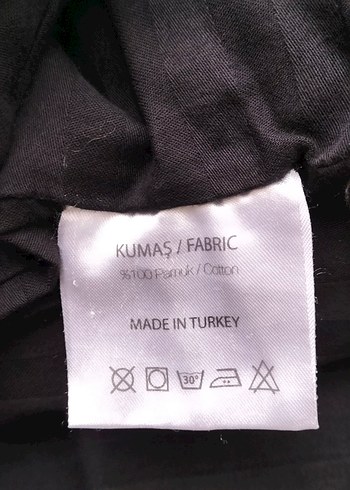 KUMAŞ / FABRIC
%100 Pamuk / Cotton
MADE IN TURKEY
30°